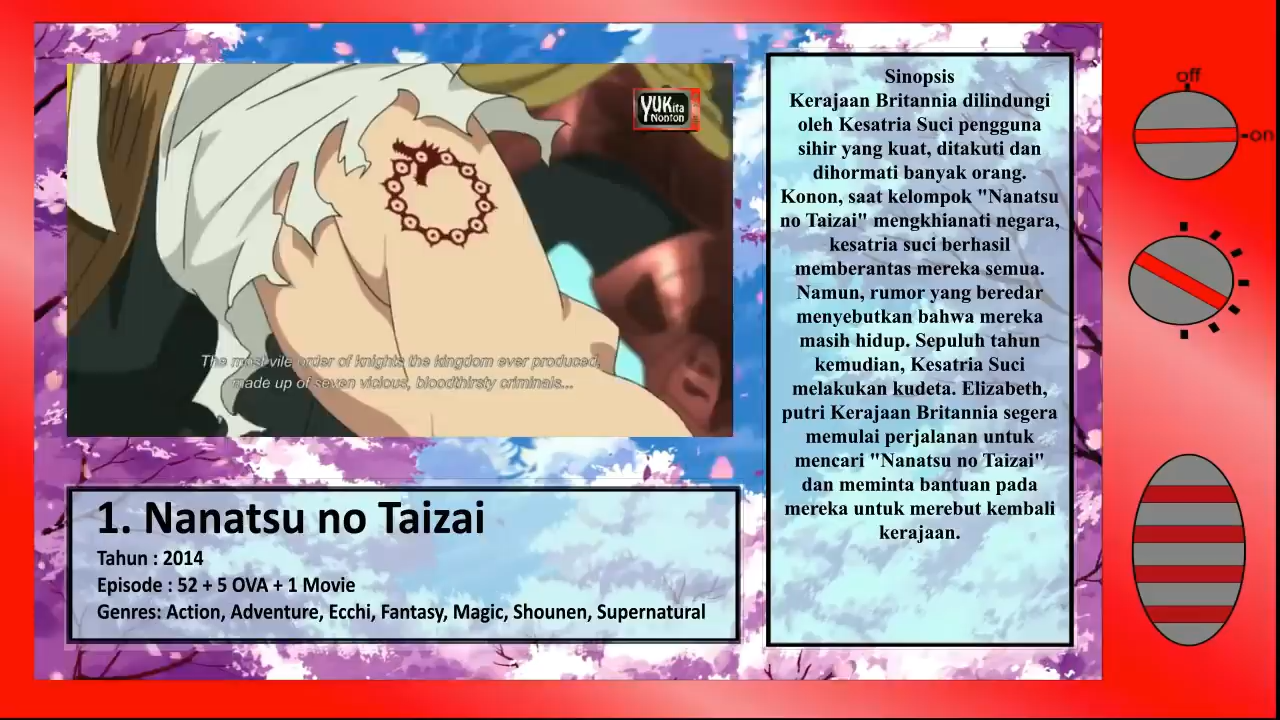 YUKita
Nonton
The most vile order of knights the kingdom ever produced,
made up of seven vicious, bloodthirsty criminals...
1. Nanatsu no Taizai
Tahun : 2014
Episode : 52 + 5 OVA + 1 Movie
Genres: Action, Adventure, Ecchi, Fantasy, Magic, Shounen, Supernatural
Sinopsis
Kerajaan Britannia dilindungi
oleh Kesatria Suci pengguna
sihir yang kuat, ditakuti dan
dihormati banyak orang.
Konon, saat kelompok "Nanatsu
no Taizai" mengkhianati negara,
kesatria suci berhasil
memberantas mereka semua.
Namun, rumor yang beredar
menyebutkan bahwa mereka
masih hidup. Sepuluh tahun
kemudian, Kesatria Suci
melakukan kudeta. Elizabeth,
putri Kerajaan Britannia segera
memulai perjalanan untuk
mencari "Nanatsu no Taizai"
dan meminta bantuan pada
mereka untuk merebut kembali
kerajaan.
off
on